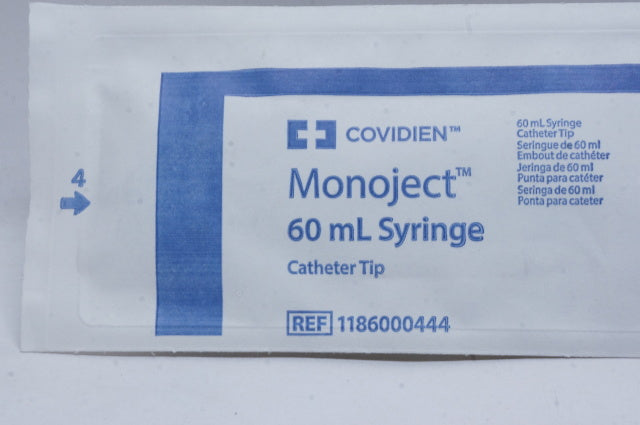 4
COVIDIEN™
Monoject™
60 mL Syringe
Catheter Tip
REF 1186000444
60 mL Syringe
Catheter Tip
Seringue de 60 ml
Embout de cathéter
Jeringa de 60 ml
Punta para catéter
Seringa de 60 ml
Ponta para cateter